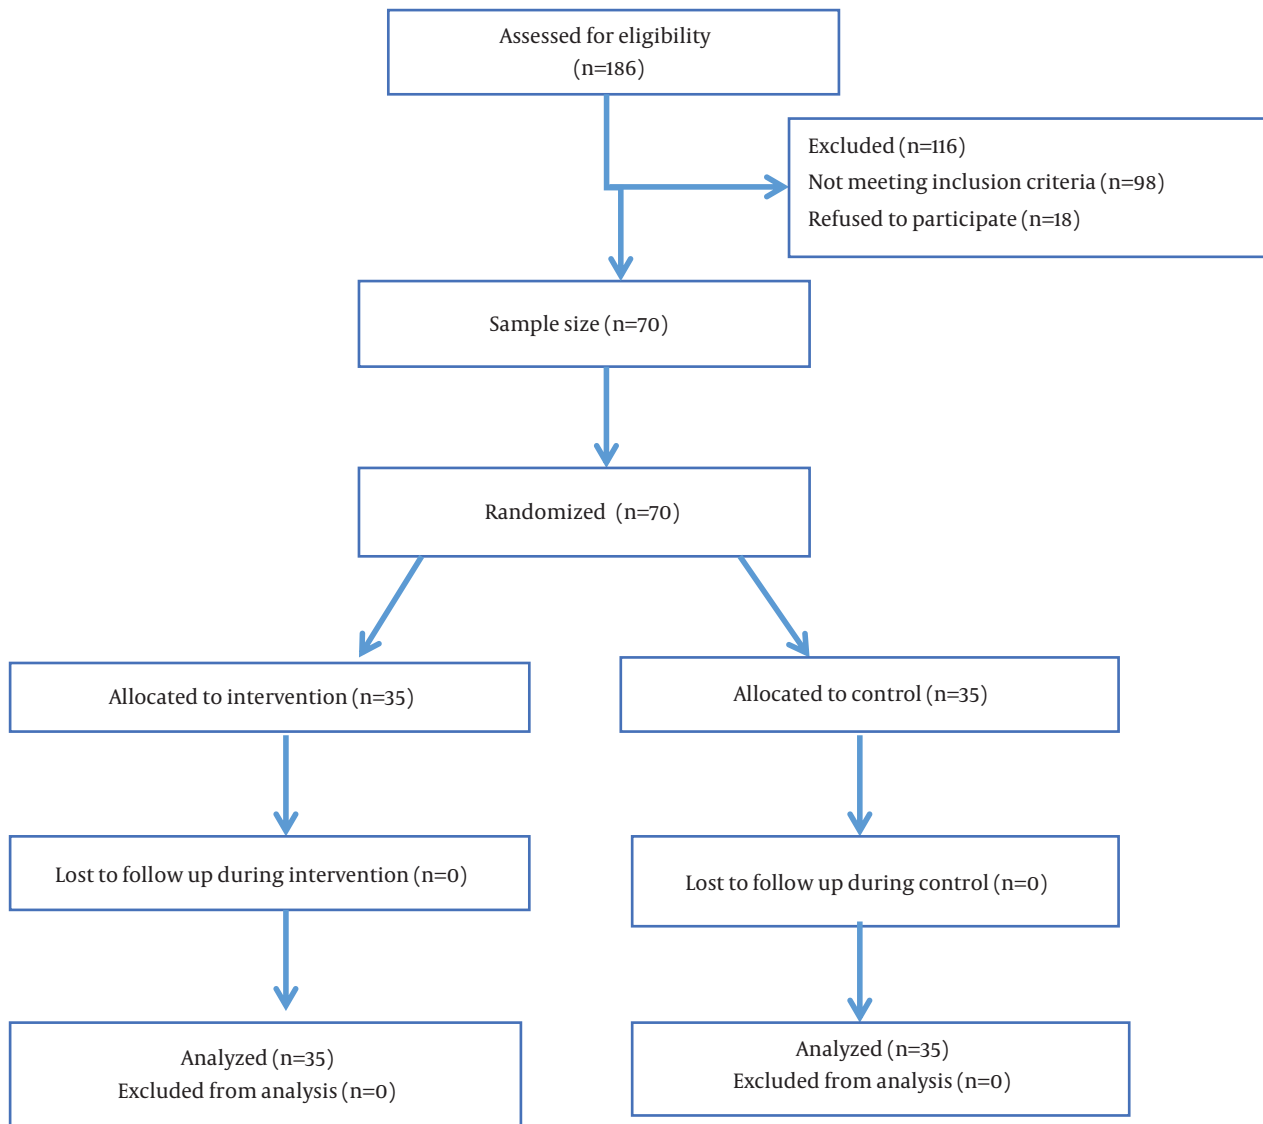 Assessed for eligibility
(n=186)
Excluded (n=116)
Not meeting inclusion criteria (n=98)
Refused to participate (n=18)
Sample size (n=70)
Randomized (n=70)
Allocated to intervention (n=35)
Allocated to control (n=35)
Lost to follow up during intervention (n=0)
Lost to follow up during control (n=0)
Analyzed (n=35)
Excluded from analysis (n=0)
Analyzed (n=35)
Excluded from analysis (n=0)